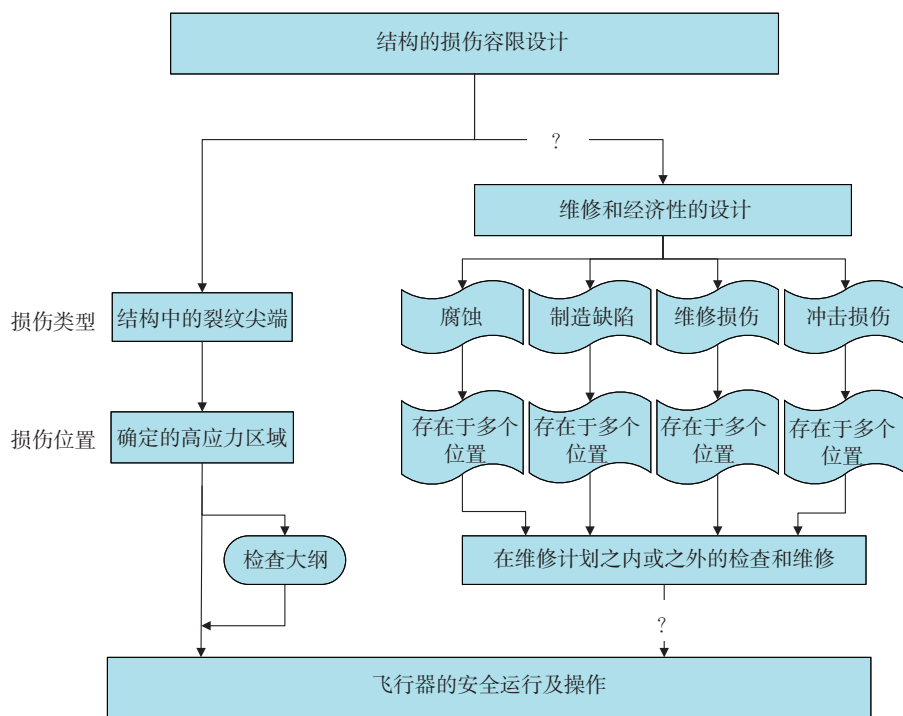 结构的损伤容限设计
?
维修和经济性的设计
损伤类型
结构中的裂纹尖端
腐蚀
制造缺陷
维修损伤
冲击损伤
损伤位置
确定的高应力区域
存在于多个
位置
存在于多个
位置
存在于多个
位置
存在于多个
位置
检查大纲
在维修计划之内或之外的检查和维修
?
飞行器的安全运行及操作